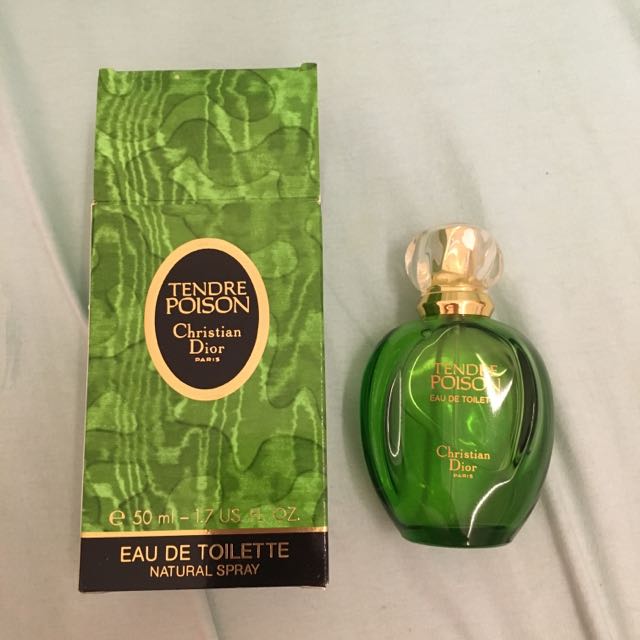 TENDRE
POISON
Christian
Dior
PARIS
e 50 ml – 1.7 US. FL. OZ.
EAU DE TOILETTE
NATURAL SPRAY
TENDRE
POISON
EAU DE TOILETTE
Christian
Dior
PARIS